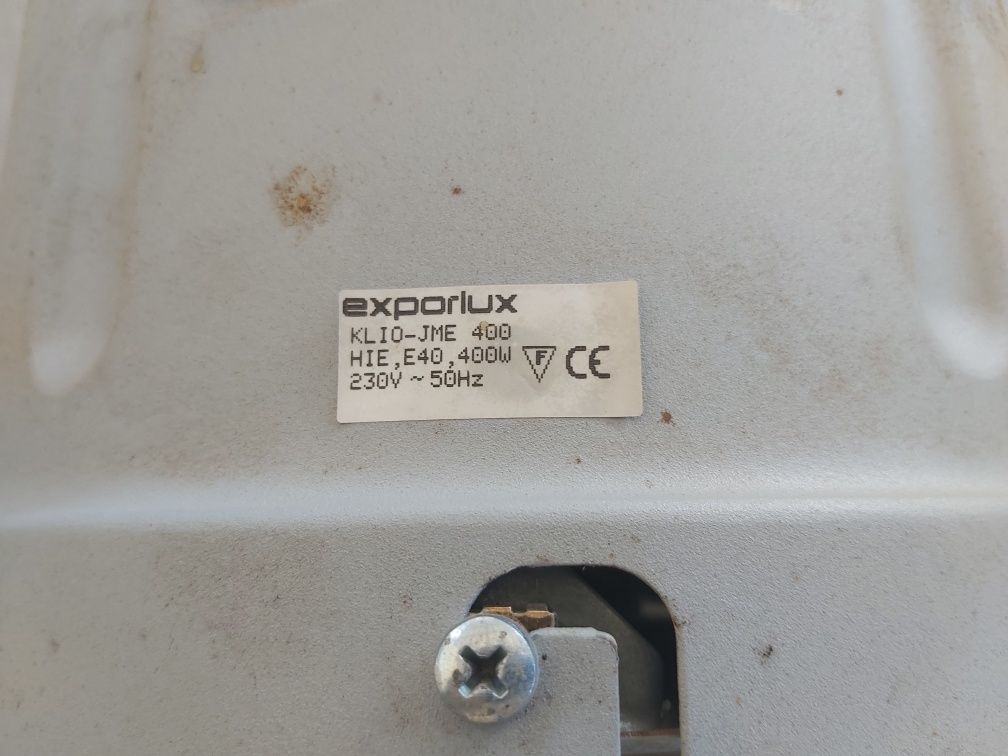 exporlux
KLIO-JME 400
HIE,E40,400W
230V ~ 50Hz
F CE